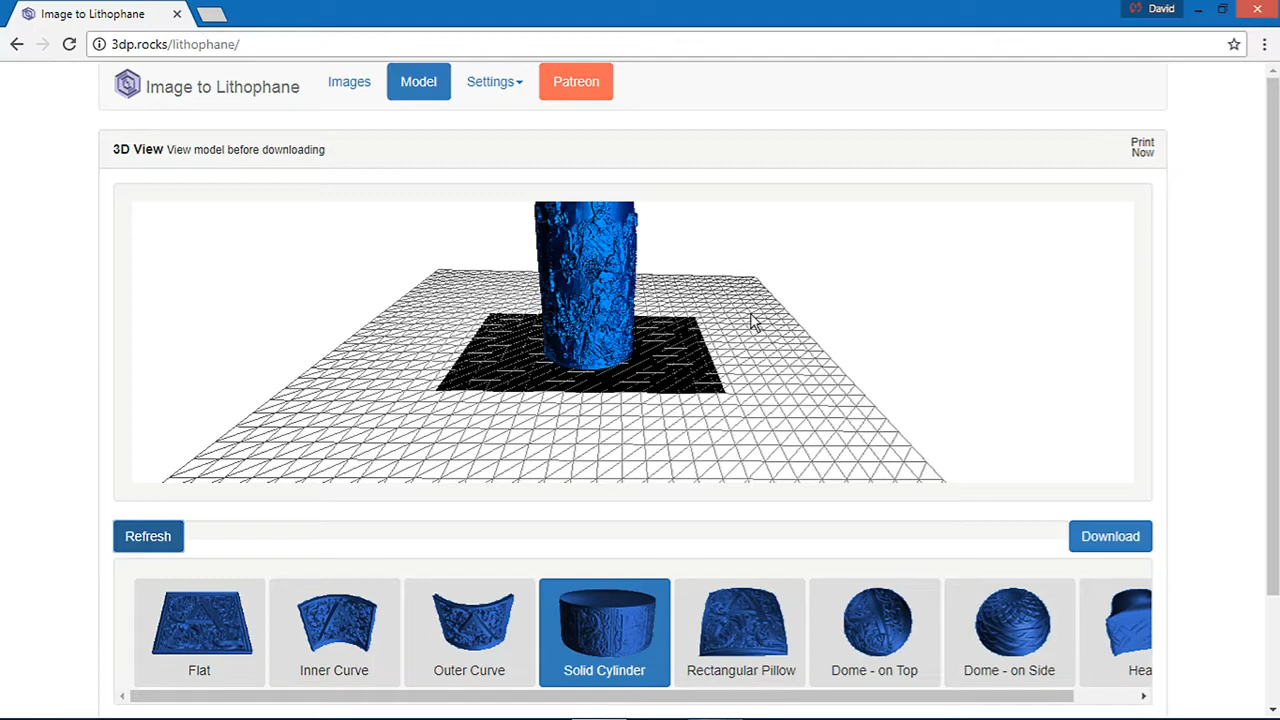 Image to Lithophane
David
3dp.rocks/lithophane/
Image to Lithophane Images Model Settings Patreon
3D View View model before downloading
Print
Now
Refresh
Download
Flat
Inner Curve
Outer Curve
Solid Cylinder
Rectangular Pillow
Dome - on Top
Dome - on Side
Hea